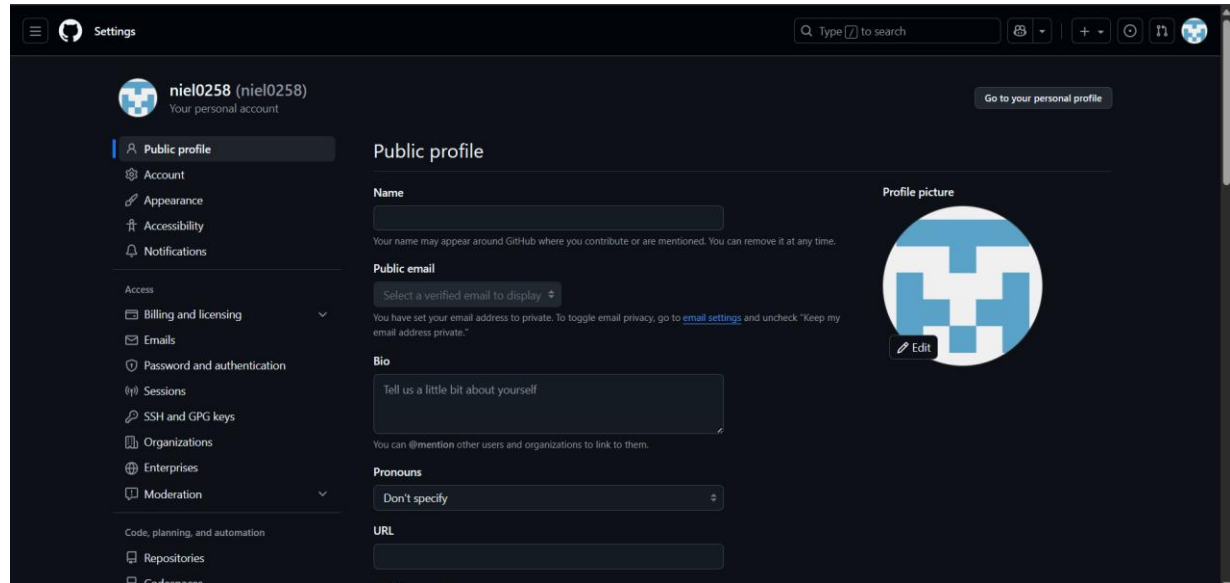 Settings
Type / to search
niel0258 (niel0258)
Your personal account
Go to your personal profile
Public profile
Account
Appearance
Accessibility
Notifications
Access
Billing and licensing
Emails
Password and authentication
Sessions
SSH and GPG keys
Organizations
Enterprises
Moderation
Code, planning, and automation
Repositories
Codespaces
Public profile
Name
Your name may appear around GitHub where you contribute or are mentioned. You can remove it at any time.
Public email
Select a verified email to display
You have set your email address to private. To toggle email privacy, go to email settings and uncheck "Keep my
email address private."
Bio
Tell us a little bit about yourself
You can @mention other users and organizations to link to them.
Pronouns
Don't specify
URL
Profile picture
Edit